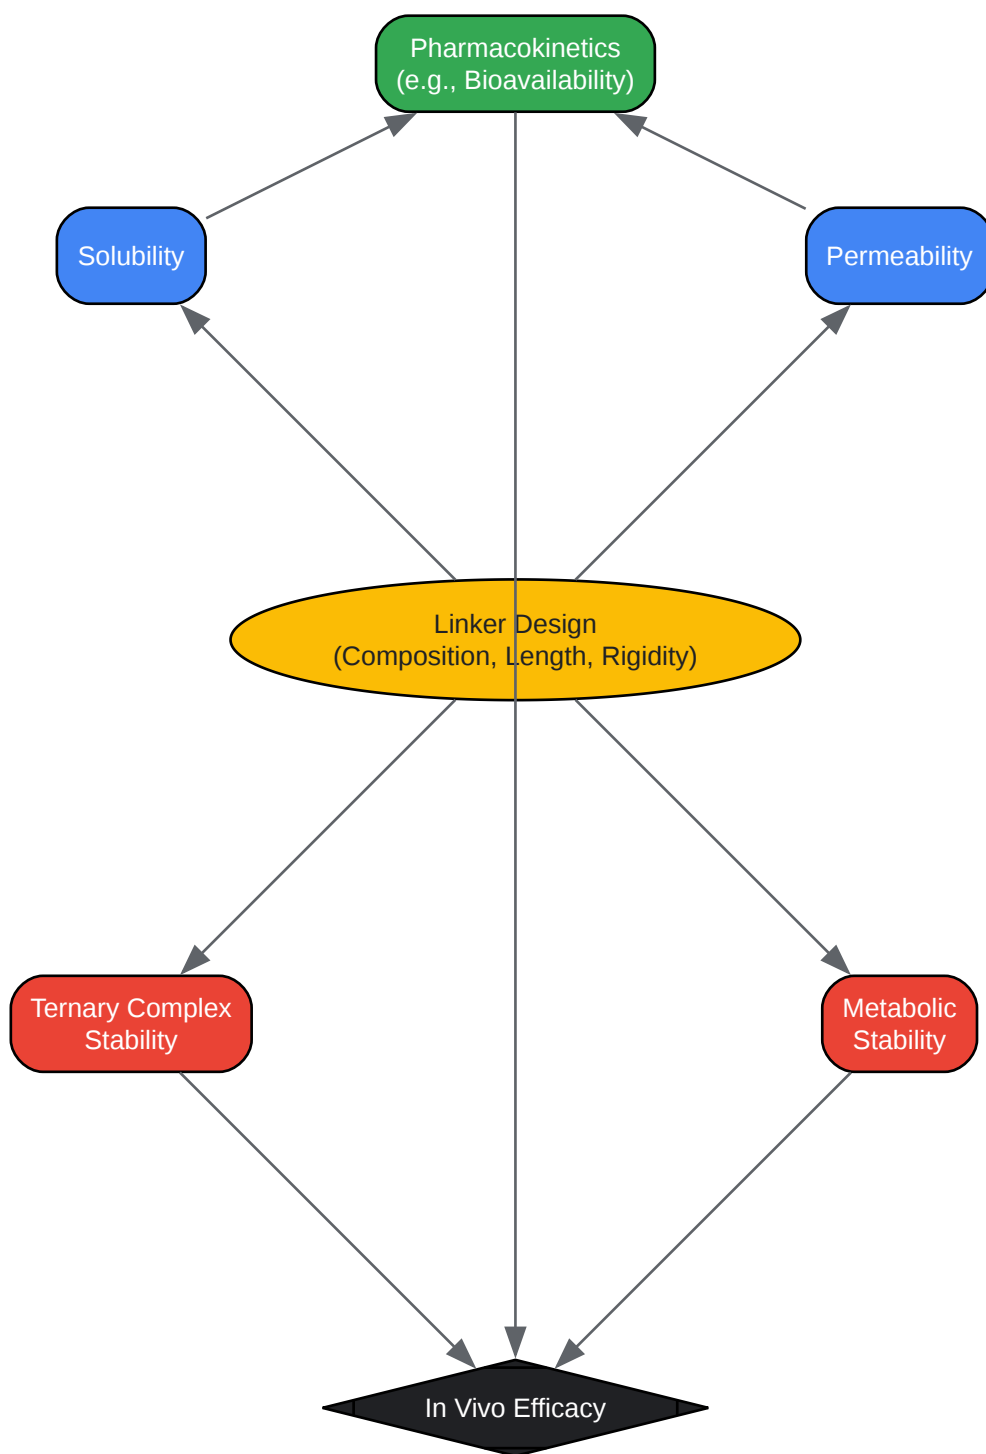 Pharmacokinetics
(e.g., Bioavailability)
Solubility
Permeability
Linker Design
(Composition, Length, Rigidity)
Ternary Complex
Stability
Metabolic
Stability
In Vivo Efficacy